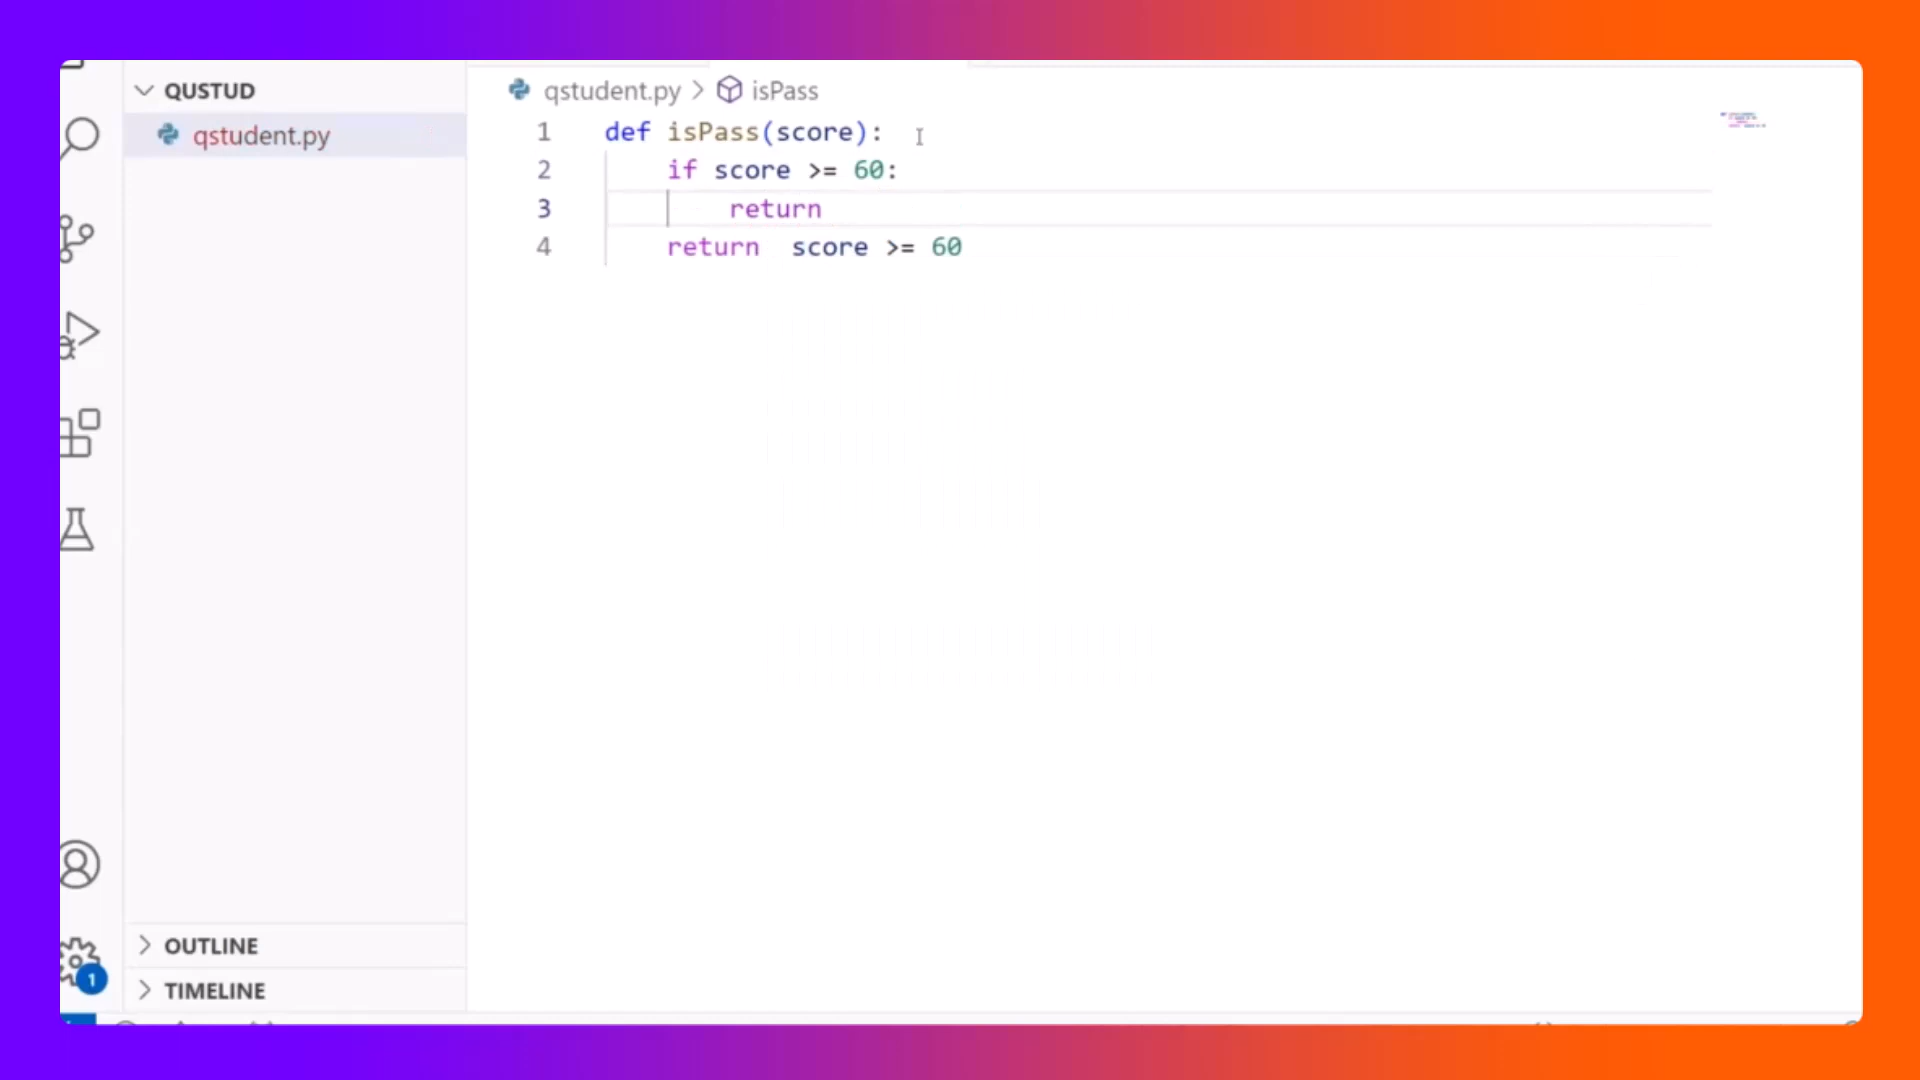 QUSTUD
qstudent.py
qstudent.py > isPass
1 def isPass(score):
2 if score >= 60:
3 return
4 return score >= 60
OUTLINE
1
TIMELINE